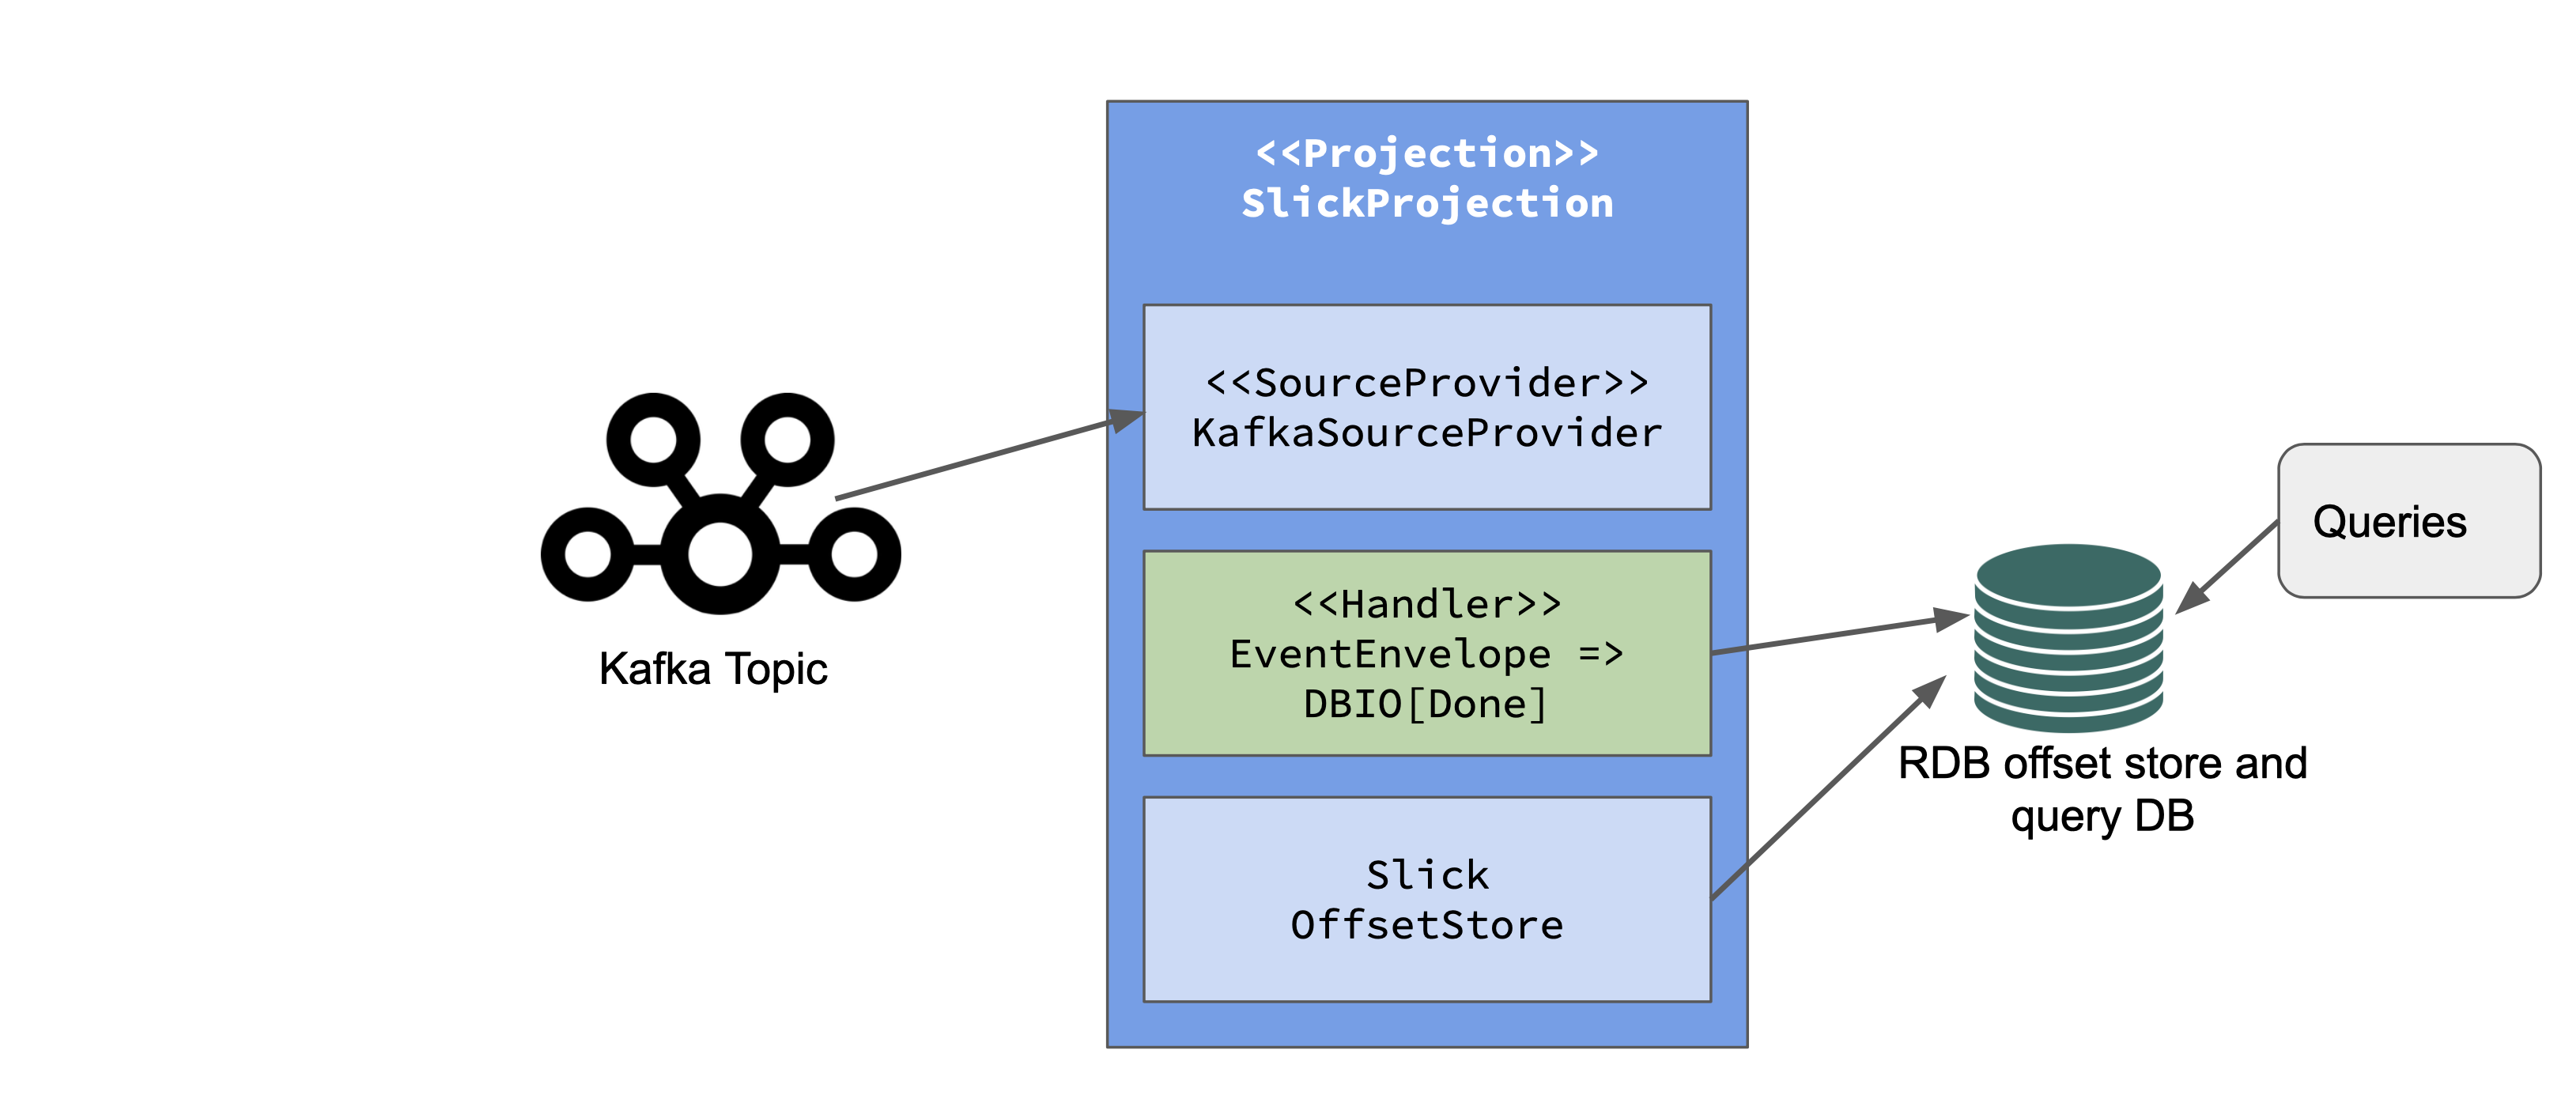 <<Projection>>
SlickProjection
<<SourceProvider>>
KafkaSourceProvider
<<Handler>>
EventEnvelope =>
DBIO[Done]
Slick
OffsetStore
Kafka Topic
Queries
RDB offset store and
query DB